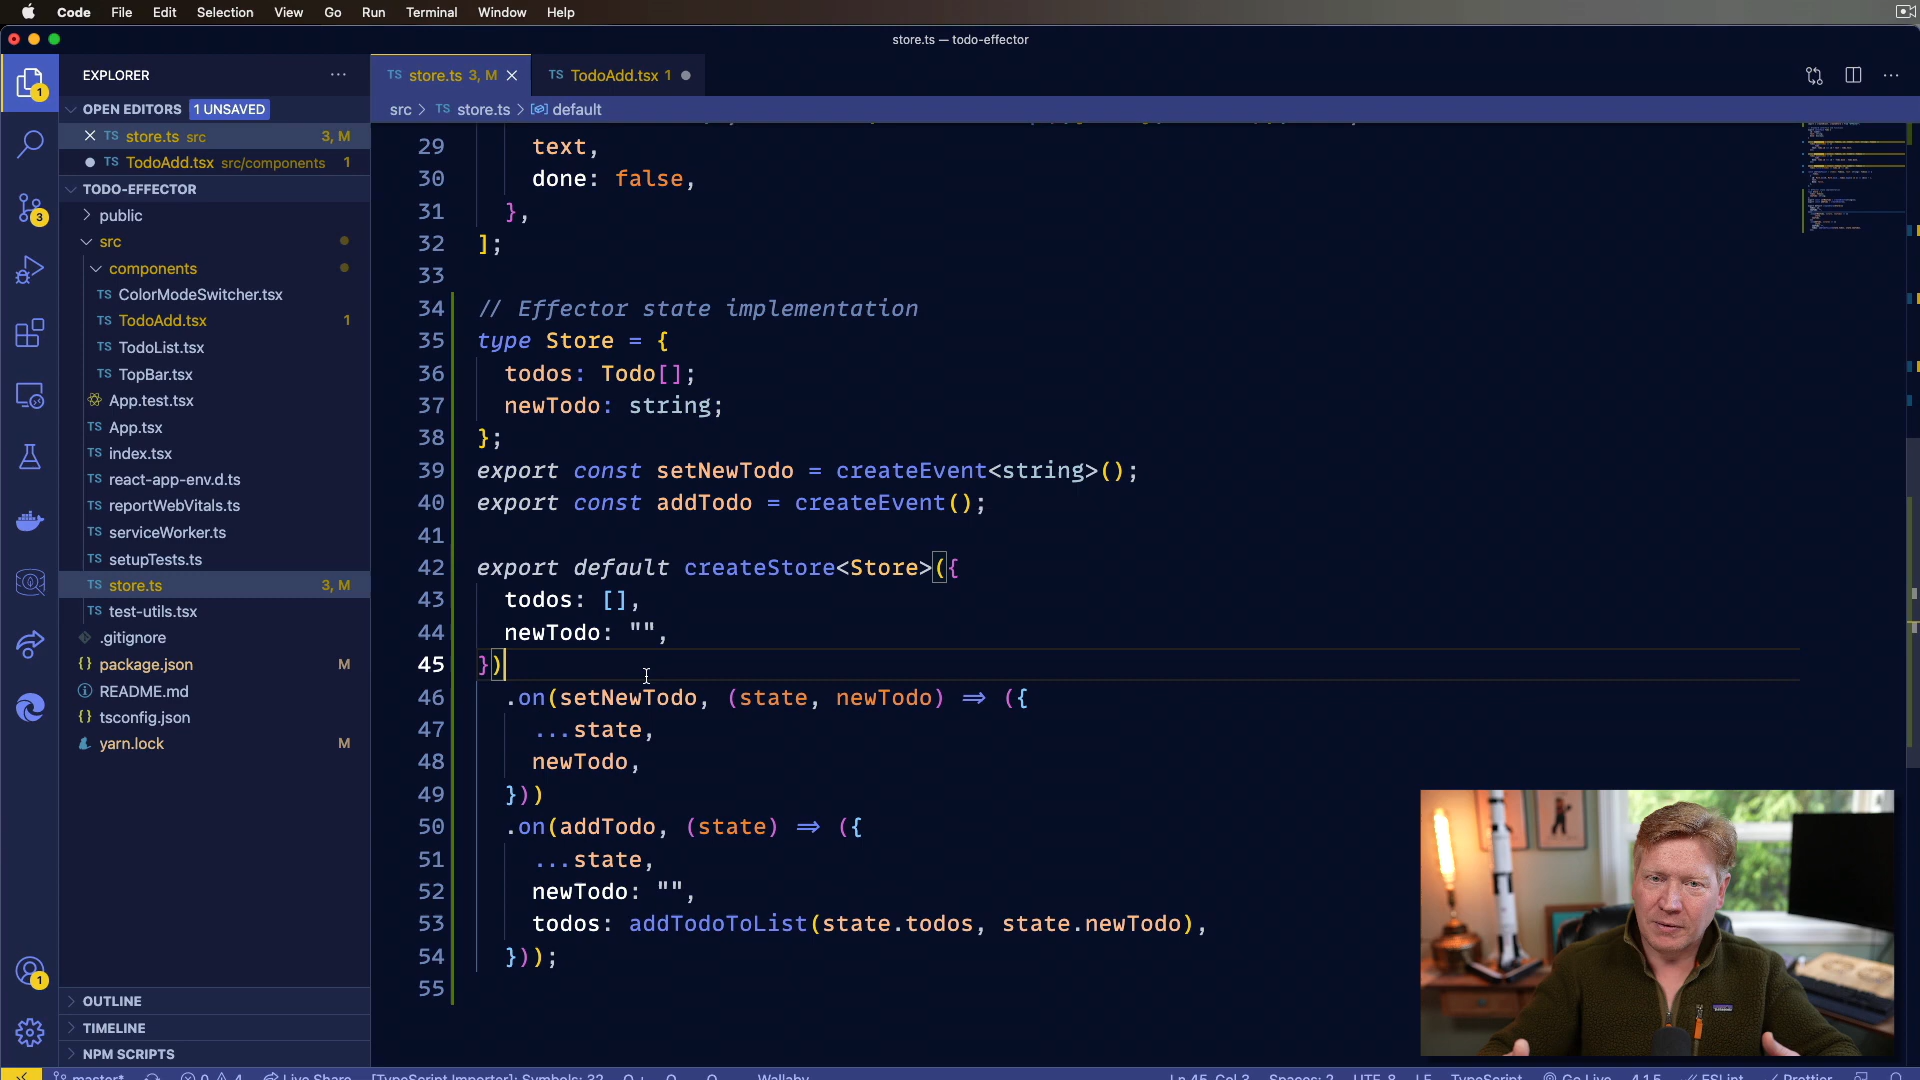 Code File Edit Selection View Go Run Terminal Window Help
store.ts — todo-effector
EXPLORER
TS store.ts 3, M
TS TodoAdd.tsx 1
OPEN EDITORS 1 UNSAVED
src > TS store.ts > default
TS store.ts src 3, M
TS TodoAdd.tsx src/components 1
TODO-EFFECTOR
public
src
components
TS ColorModeSwitcher.tsx
TS TodoAdd.tsx 1
TS TodoList.tsx
TS TopBar.tsx
App.test.tsx
TS App.tsx
TS index.tsx
TS react-app-env.d.ts
TS reportWebVitals.ts
TS serviceWorker.ts
TS setupTests.ts
TS store.ts 3, M
TS test-utils.tsx
.gitignore
{} package.json M
README.md
{} tsconfig.json
yarn.lock M
OUTLINE
TIMELINE
NPM SCRIPTS
1
3
1
29 text,
30 done: false,
31 },
32 ];
33
34 // Effector state implementation
35 type Store = {
36 todos: Todo[];
37 newTodo: string;
38 };
39 export const setNewTodo = createEvent<string>();
40 export const addTodo = createEvent();
41
42 export default createStore<Store>({
43 todos: [],
44 newTodo: "",
45 })
46 .on(setNewTodo, (state, newTodo) => ({
47 ...state,
48 newTodo,
49 }))
50 .on(addTodo, (state) => ({
51 ...state,
52 newTodo: "",
53 todos: addTodoToList(state.todos, state.newTodo),
54 }));
55
master* 0 4 Live Share [TypeScript Importer]: Symbols: 32 Wallaby Ln 45, Col 3 Spaces: 2 UTF-8 LF TypeScript Go Live 4.1.5 ESLint Prettier